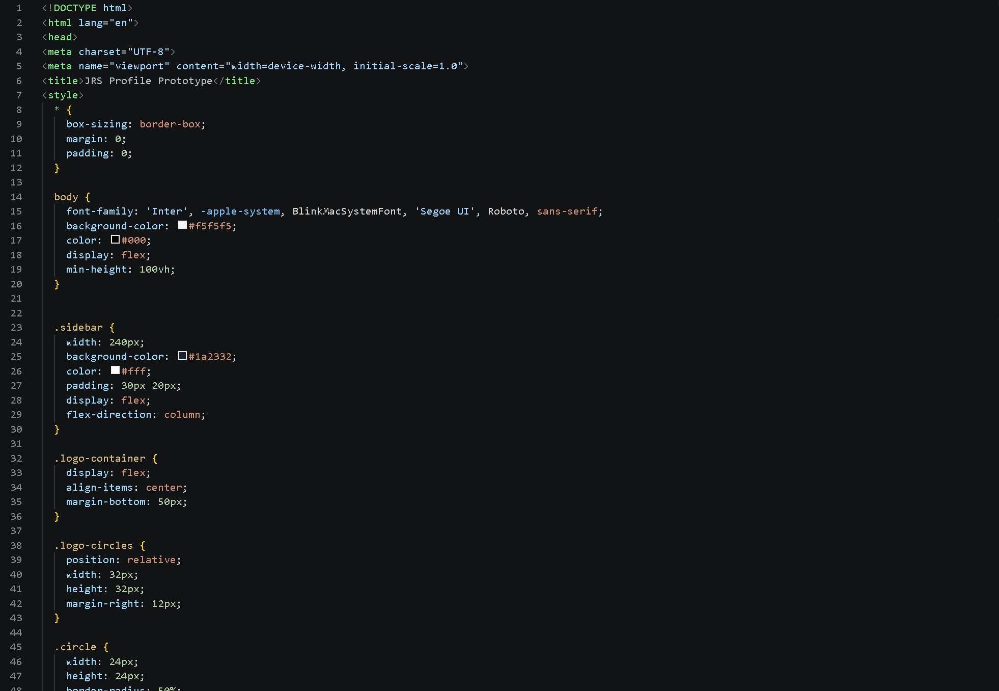 1 <!DOCTYPE html>
2 <html lang="en">
3 <head>
4 <meta charset="UTF-8">
5 <meta name="viewport" content="width=device-width, initial-scale=1.0">
6 <title>JRS Profile Prototype</title>
7 <style>
8 * {
9 box-sizing: border-box;
10 margin: 0;
11 padding: 0;
12 }
13
14 body {
15 font-family: 'Inter', -apple-system, BlinkMacSystemFont, 'Segoe UI', Roboto, sans-serif;
16 background-color: #f5f5f5;
17 color: #000;
18 display: flex;
19 min-height: 100vh;
20 }
21
22
23 .sidebar {
24 width: 240px;
25 background-color: #1a2332;
26 color: #fff;
27 padding: 30px 20px;
28 display: flex;
29 flex-direction: column;
30 }
31
32 .logo-container {
33 display: flex;
34 align-items: center;
35 margin-bottom: 50px;
36 }
37
38 .logo-circles {
39 position: relative;
40 width: 32px;
41 height: 32px;
42 margin-right: 12px;
43 }
44
45 .circle {
46 width: 24px;
47 height: 24px;
48 border-radius: 50%;